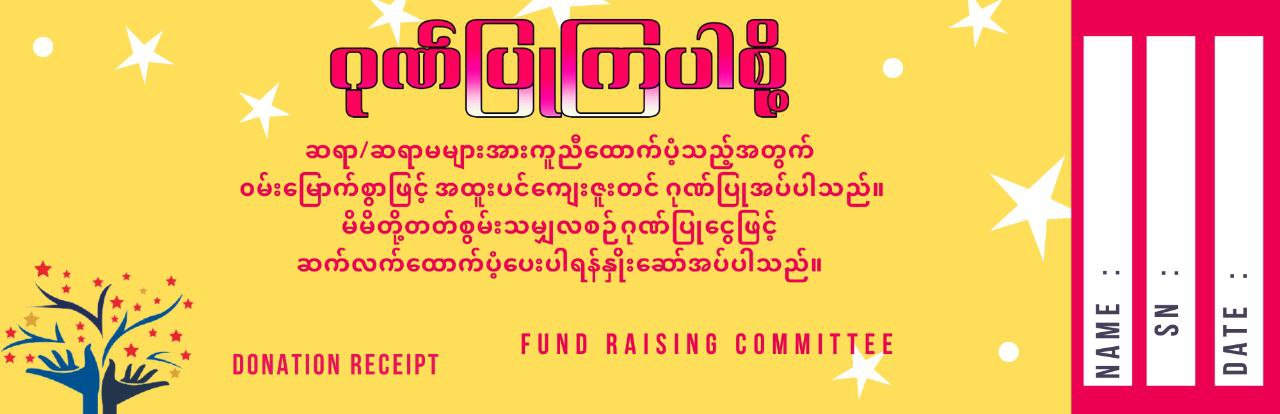 ဂုဏ်ပြုကြပါစို့
ဆရာ/ဆရာမများအားကူညီထောက်ပံ့သည့်အတွက်
ဝမ်းမြောက်စွာဖြင့် အထူးပင်ကျေးဇူးတင် ဂုဏ်ပြုအပ်ပါသည်။
မိမိတို့တတ်စွမ်းသမျှလစဉ်ဂုဏ်ပြုငွေဖြင့်
ဆက်လက်ထောက်ပံ့ပေးပါရန်နှိုးဆော်အပ်ပါသည်။
FUND RAISING COMMITTEE
DONATION RECEIPT
NAME :
SN :
DATE :